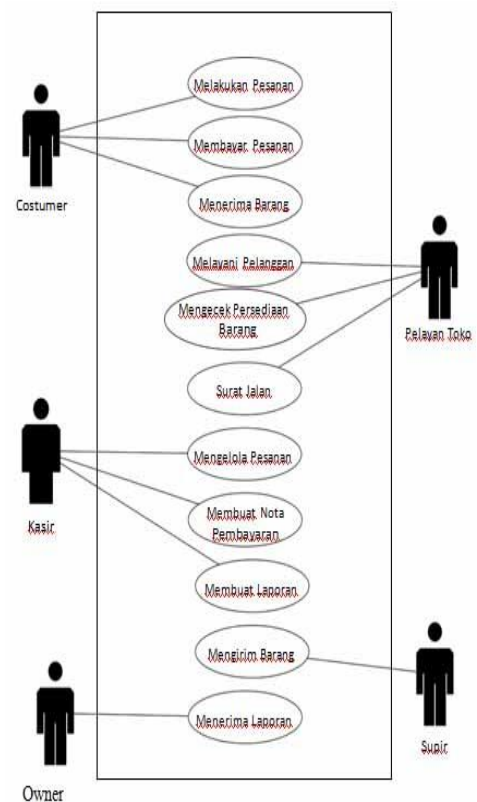 Melakukan Pesanan
Membayar Pesanan
Costumer
Menerima Barang
Melayani Pelanggan
Mengecek Persediaan
Barang
Pelayan Toko
Surat Jalan
Mengelola Pesanan
Membuat Nota
Pembayaran
Kasir
Membuat Laporan
Mengirim Barang
Menerima Laporan
Supir
Owner